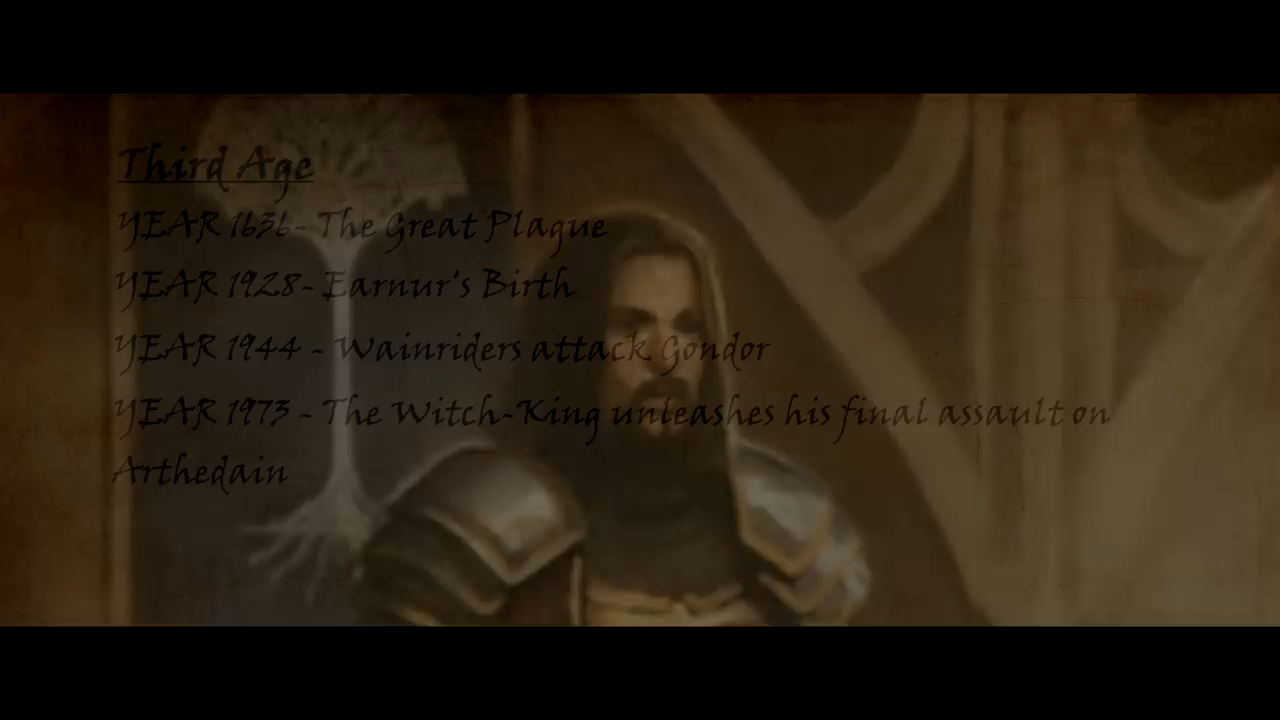 Third Age
YEAR 1636- The Great Plague
YEAR 1928- Earnur's Birth
YEAR 1944 - Wainriders attack Gondor
YEAR 1973 - The Witch-King unleashes his final assault on
Arthedain